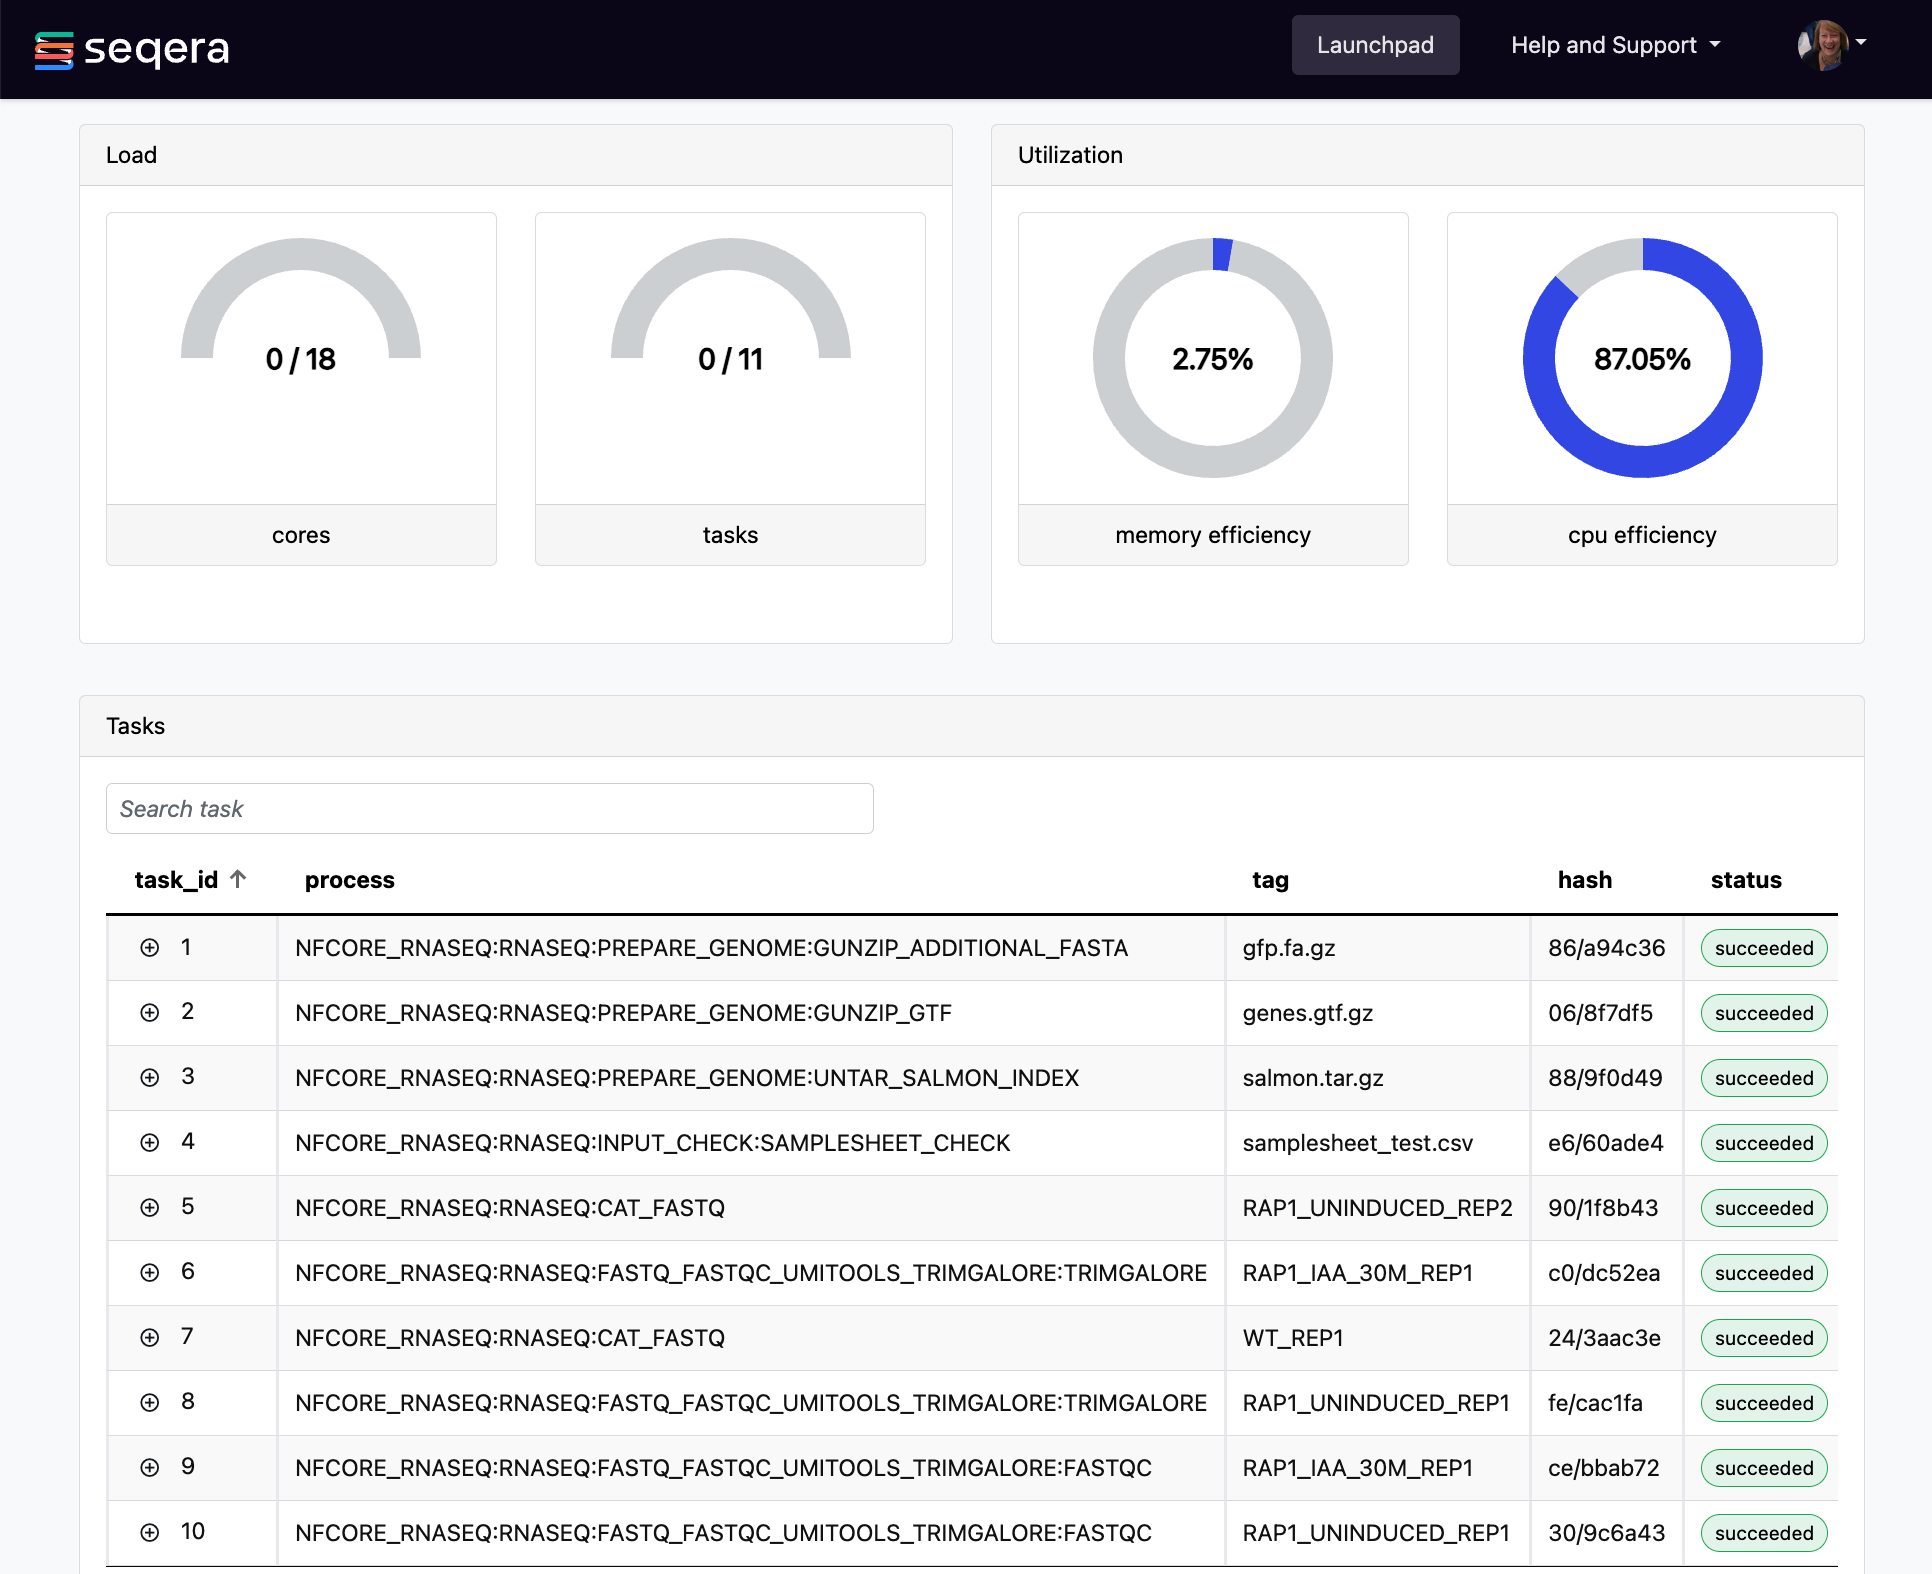 seqera
Launchpad
Help and Support
Load
Utilization
0 / 18
0 / 11
2.75%
87.05%
cores
tasks
memory efficiency
cpu efficiency
Tasks
Search task
task_id process tag hash status
1 NFCORE_RNASEQ:RNASEQ:PREPARE_GENOME:GUNZIP_ADDITIONAL_FASTA gfp.fa.gz 86/a94c36 succeeded
2 NFCORE_RNASEQ:RNASEQ:PREPARE_GENOME:GUNZIP_GTF genes.gtf.gz 06/8f7df5 succeeded
3 NFCORE_RNASEQ:RNASEQ:PREPARE_GENOME:UNTAR_SALMON_INDEX salmon.tar.gz 88/9f0d49 succeeded
4 NFCORE_RNASEQ:RNASEQ:INPUT_CHECK:SAMPLESHEET_CHECK samplesheet_test.csv e6/60ade4 succeeded
5 NFCORE_RNASEQ:RNASEQ:CAT_FASTQ RAP1_UNINDUCED_REP2 90/1f8b43 succeeded
6 NFCORE_RNASEQ:RNASEQ:FASTQ_FASTQC_UMITOOLS_TRIMGALORE:TRIMGALORE RAP1_IAA_30M_REP1 c0/dc52ea succeeded
7 NFCORE_RNASEQ:RNASEQ:CAT_FASTQ WT_REP1 24/3aac3e succeeded
8 NFCORE_RNASEQ:RNASEQ:FASTQ_FASTQC_UMITOOLS_TRIMGALORE:TRIMGALORE RAP1_UNINDUCED_REP1 fe/cac1fa succeeded
9 NFCORE_RNASEQ:RNASEQ:FASTQ_FASTQC_UMITOOLS_TRIMGALORE:FASTQC RAP1_IAA_30M_REP1 ce/bbab72 succeeded
10 NFCORE_RNASEQ:RNASEQ:FASTQ_FASTQC_UMITOOLS_TRIMGALORE:FASTQC RAP1_UNINDUCED_REP1 30/9c6a43 succeeded